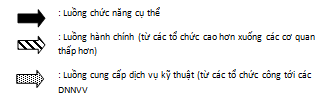 : Luồng chức năng cụ thể
: Luồng hành chính (từ các tổ chức cao hơn xuống các cơ quan
thấp hơn)
: Luồng cung cấp dịch vụ kỹ thuật (từ các tổ chức công tới các
DNNVV